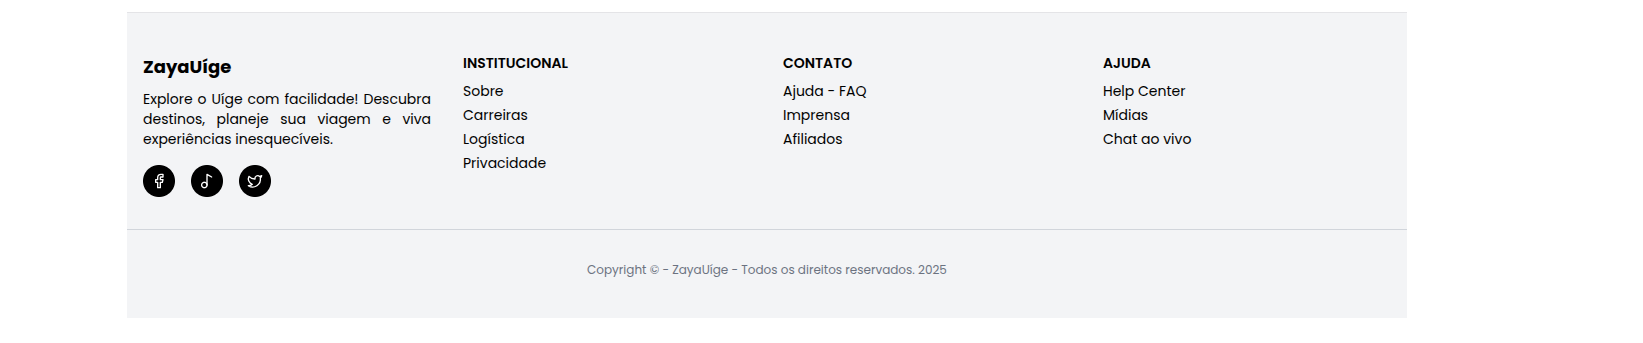 ZayaUíge
Explore o Uíge com facilidade! Descubra
destinos, planeje sua viagem e viva
experiências inesquecíveis.
INSTITUCIONAL
Sobre
Carreiras
Logística
Privacidade
CONTATO
Ajuda - FAQ
Imprensa
Afiliados
AJUDA
Help Center
Mídias
Chat ao vivo
Copyright © - ZayaUíge - Todos os direitos reservados. 2025